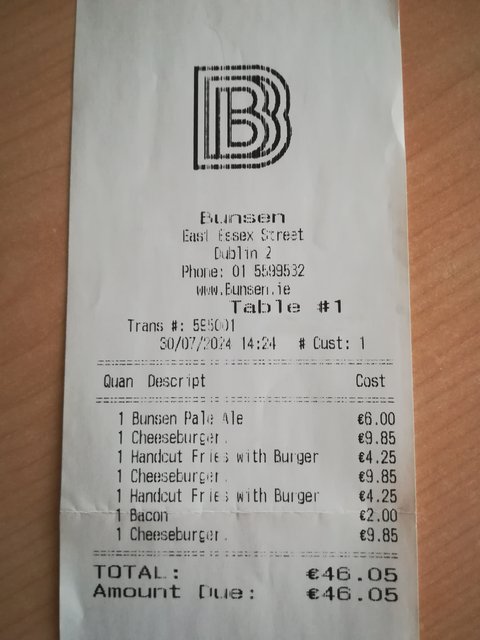 B
Bunsen
East Essex Street
Dublin 2
Phone: 01 5599532
www.Bunsen.ie
Table #1
Trans #: 595001
30/07/2024 14:24 # Cust: 1
Quan Descript Cost
1 Bunsen Pale Ale €6.00
1 Cheeseburger. €9.85
1 Handcut Fries with Burger €4.25
1 Cheeseburger. €9.85
1 Handcut Fries with Burger €4.25
1 Bacon €2.00
1 Cheeseburger. €9.85
TOTAL: €46.05
Amount Due: €46.05